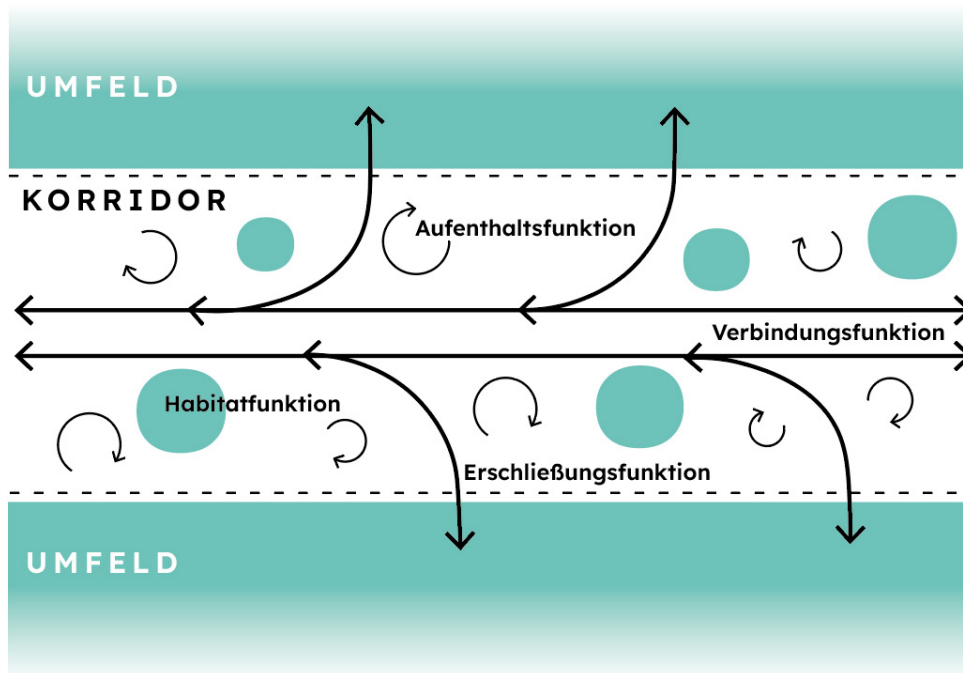 UMFELD
KORRIDOR
Aufenthaltsfunktion
Verbindungsfunktion
Habitatfunktion
Erschließungsfunktion
UMFELD